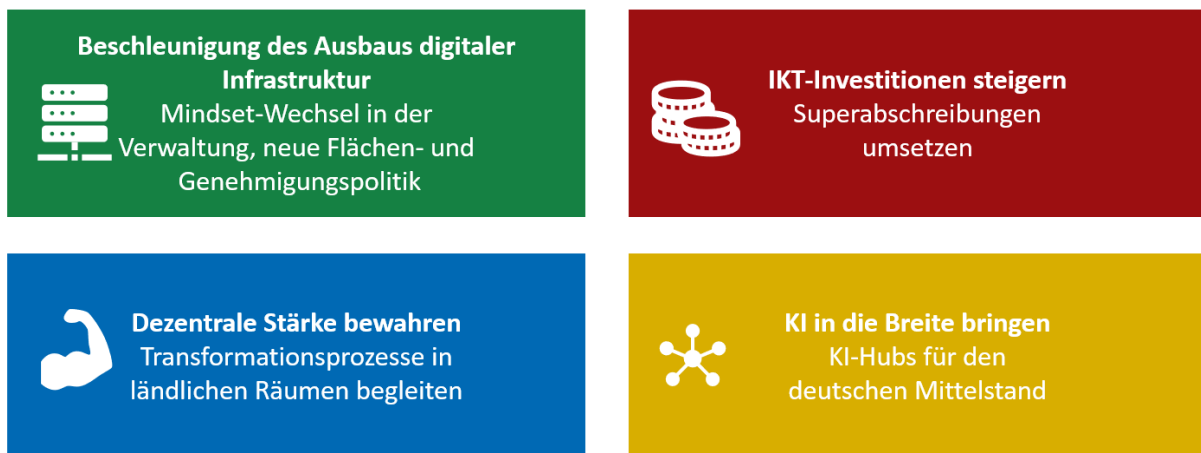 Beschleunigung des Ausbaus digitaler
Infrastruktur
Mindset-Wechsel in der
Verwaltung, neue Flächen- und
Genehmigungspolitik
IKT-Investitionen steigern
Superabschreibungen
umsetzen
Dezentrale Stärke bewahren
Transformationsprozesse in
ländlichen Räumen begleiten
KI in die Breite bringen
KI-Hubs für den
deutschen Mittelstand